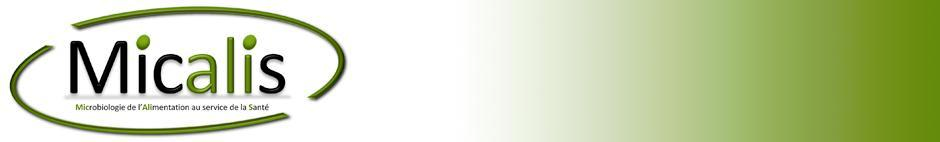 Micalis
Microbiologie de l'Alimentation au service de la Santé